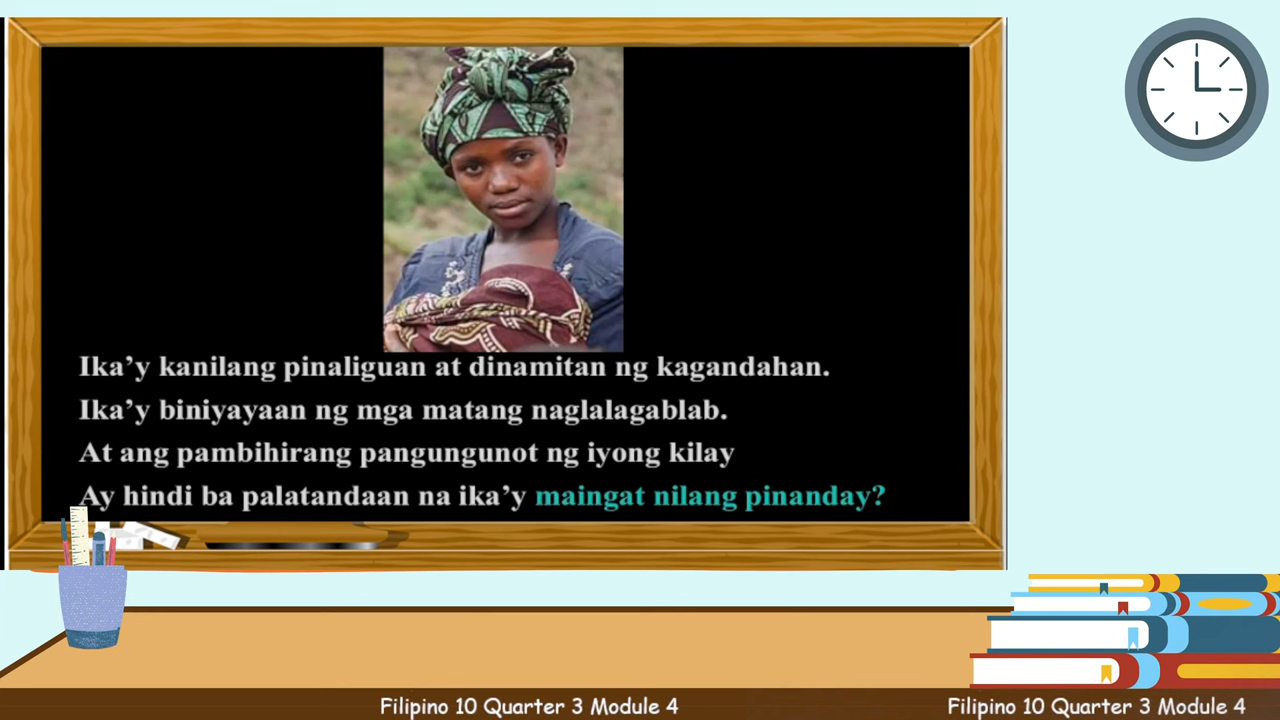 Ika’y kanilang pinaliguan at dinamitan ng kagandahan.
Ika’y biniyayaan ng mga matang naglalagablab.
At ang pambihirang pangungunot ng iyong kilay
Ay hindi ba palatandaan na ika’y maingat nilang pinanday?
Filipino 10 Quarter 3 Module 4
Filipino 10 Quarter 3 Module 4